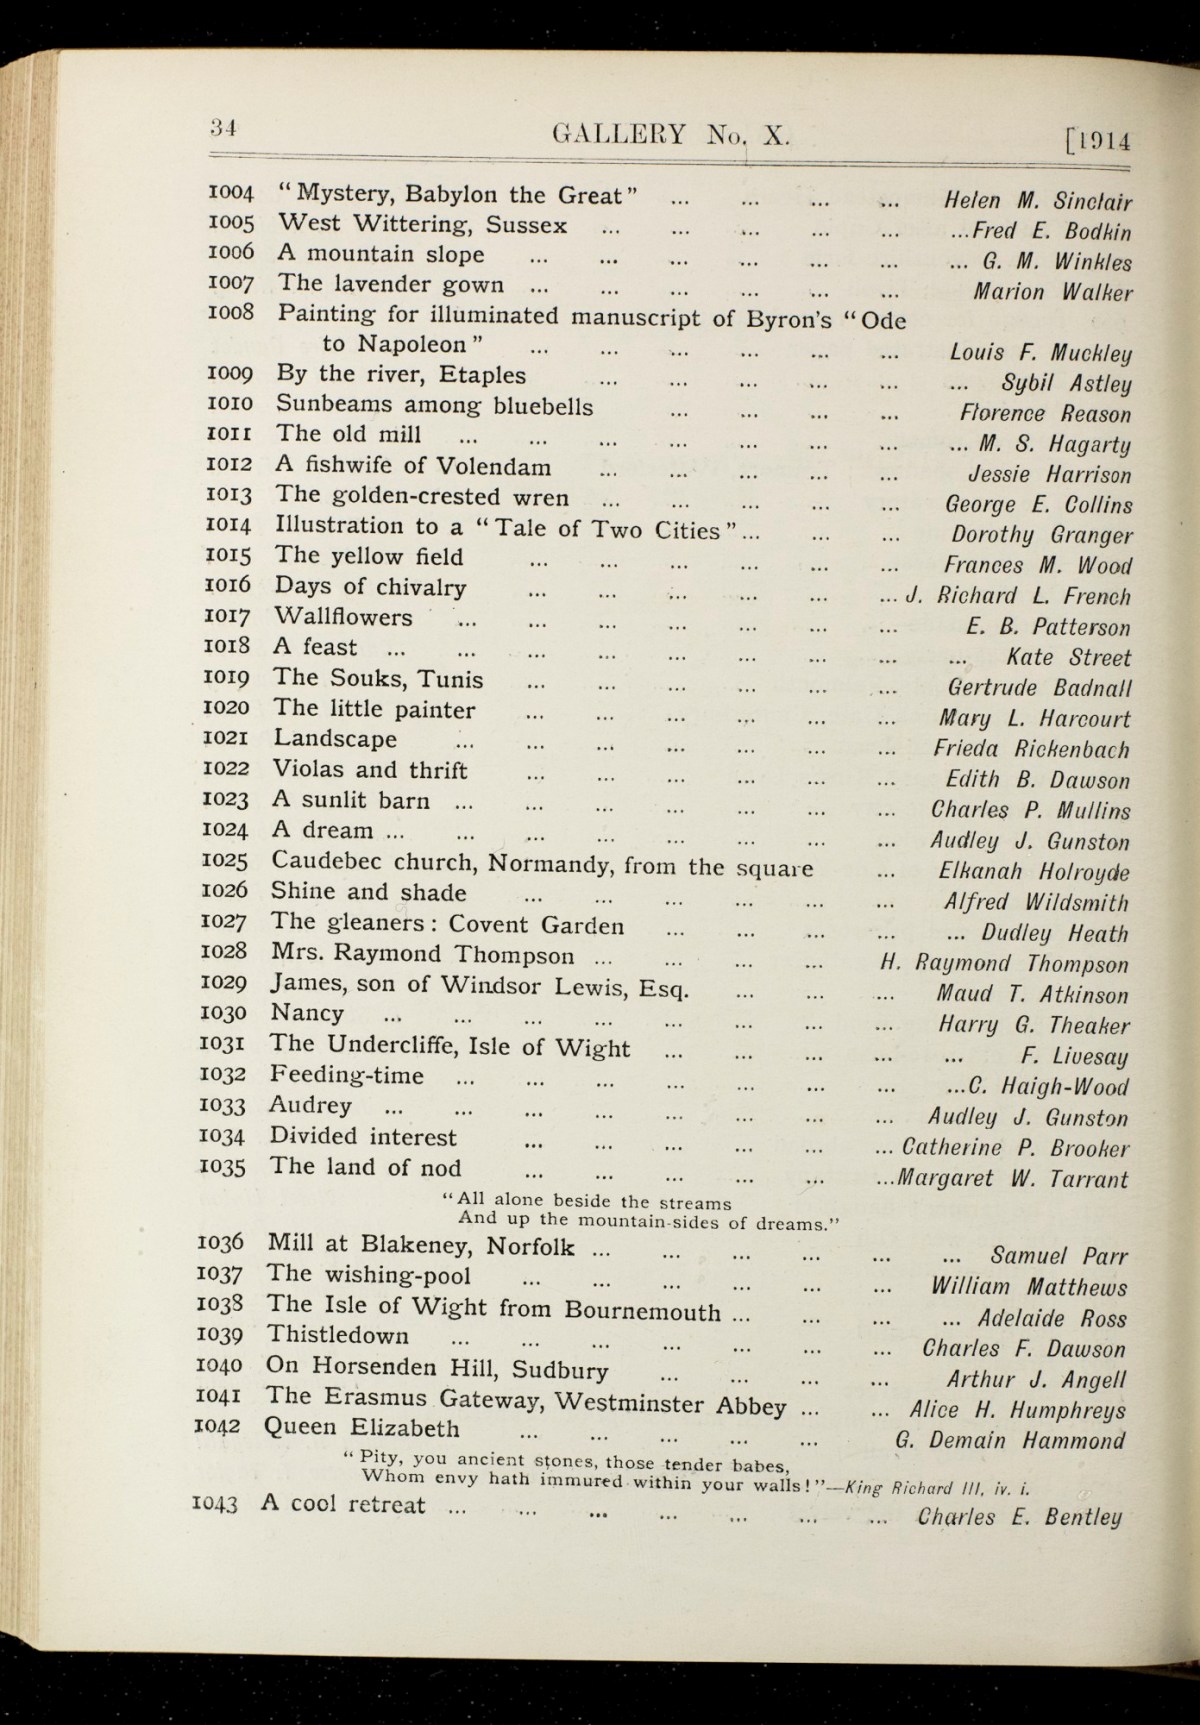 34 GALLERY No. X. [1914
1004 “Mystery, Babylon the Great” ... ... ... ... Helen M. Sinclair
1005 West Wittering, Sussex ... ... ... ... ... ...Fred E. Bodkin
1006 A mountain slope ... ... ... ... ... ... ... G. M. Winkles
1007 The lavender gown ... ... ... ... ... ... Marion Walker
1008 Painting for illuminated manuscript of Byron’s “Ode
to Napoleon” ... ... ... ... ... ... Louis F. Muckley
1009 By the river, Etaples ... ... ... ... ... ... Sybil Astley
1010 Sunbeams among bluebells ... ... ... ... Florence Reason
1011 The old mill ... ... ... ... ... ... ... ... M. S. Hagarty
1012 A fishwife of Volendam ... ... ... ... ... Jessie Harrison
1013 The golden-crested wren ... ... ... ... ... George E. Collins
1014 Illustration to a “Tale of Two Cities”... ... ... Dorothy Granger
1015 The yellow field ... ... ... ... ... ... Frances M. Wood
1016 Days of chivalry ... ... ... ... ... ... J. Richard L. French
1017 Wallflowers ... ... ... ... ... ... ... E. B. Patterson
1018 A feast ... ... ... ... ... ... ... ... ... Kate Street
1019 The Souks, Tunis ... ... ... ... ... ... Gertrude Badnall
1020 The little painter ... ... ... ... ... ... Mary L. Harcourt
1021 Landscape ... ... ... ... ... ... ... Frieda Rickenbach
1022 Violas and thrift ... ... ... ... ... ... Edith B. Dawson
1023 A sunlit barn ... ... ... ... ... ... ... Charles P. Mullins
1024 A dream ... ... ... ... ... ... ... ... Audley J. Gunston
1025 Caudebec church, Normandy, from the square ... Elkanah Holroyde
1026 Shine and shade ... ... ... ... ... ... Alfred Wildsmith
1027 The gleaners: Covent Garden ... ... ... ... ... Dudley Heath
1028 Mrs. Raymond Thompson ... ... ... ... H. Raymond Thompson
1029 James, son of Windsor Lewis, Esq. ... ... ... Maud T. Atkinson
1030 Nancy ... ... ... ... ... ... ... ... Harry G. Theaker
1031 The Undercliffe, Isle of Wight ... ... ... ... ... F. Livesay
1032 Feeding-time ... ... ... ... ... ... ... ...C. Haigh-Wood
1033 Audrey ... ... ... ... ... ... ... ... Audley J. Gunston
1034 Divided interest ... ... ... ... ... ... Catherine P. Brooker
1035 The land of nod ... ... ... ... ... ...Margaret W. Tarrant
“All alone beside the streams
And up the mountain-sides of dreams.”
1036 Mill at Blakeney, Norfolk ... ... ... ... ... ... Samuel Parr
1037 The wishing-pool ... ... ... ... ... ... William Matthews
1038 The Isle of Wight from Bournemouth ... ... ... ... Adelaide Ross
1039 Thistledown ... ... ... ... ... ... ... Charles F. Dawson
1040 On Horsenden Hill, Sudbury ... ... ... ... Arthur J. Angell
1041 The Erasmus Gateway, Westminster Abbey ... ... Alice H. Humphreys
1042 Queen Elizabeth ... ... ... ... ... G. Demain Hammond
“Pity, you ancient stones, those tender babes,
Whom envy hath immured within your walls!”—King Richard III, iv. i.
1043 A cool retreat ... ... ... ... ... ... ... Charles E. Bentley